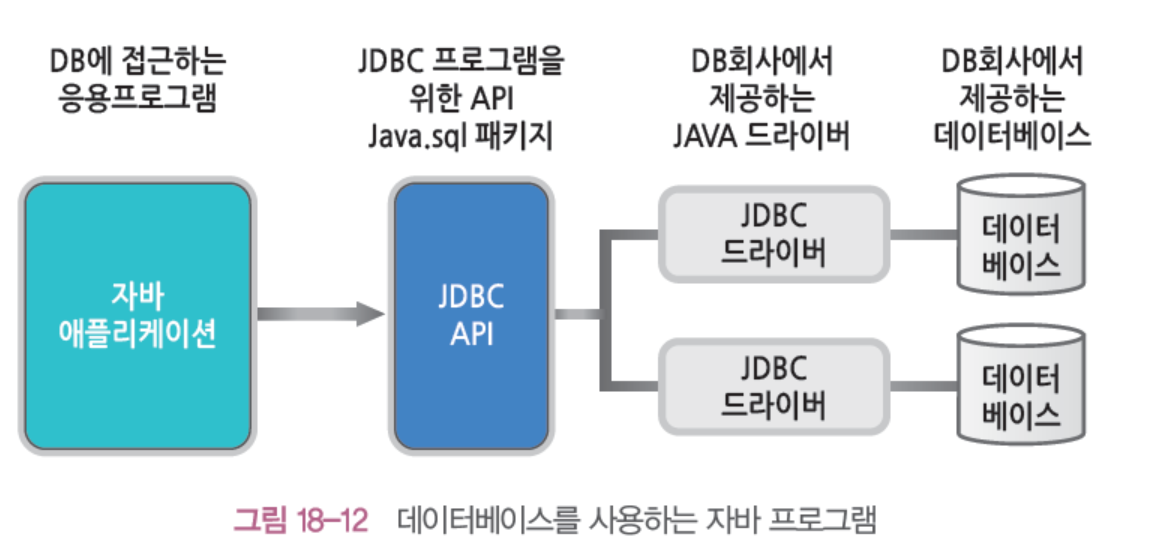 DB에 접근하는
응용프로그램
JDBC 프로그램을
위한 API
Java.sql 패키지
DB회사에서
제공하는
JAVA 드라이버
DB회사에서
제공하는
데이터베이스
자바
애플리케이션
JDBC
API
JDBC
드라이버
데이터
베이스
JDBC
드라이버
데이터
베이스
그림 18-12 데이터베이스를 사용하는 자바 프로그램